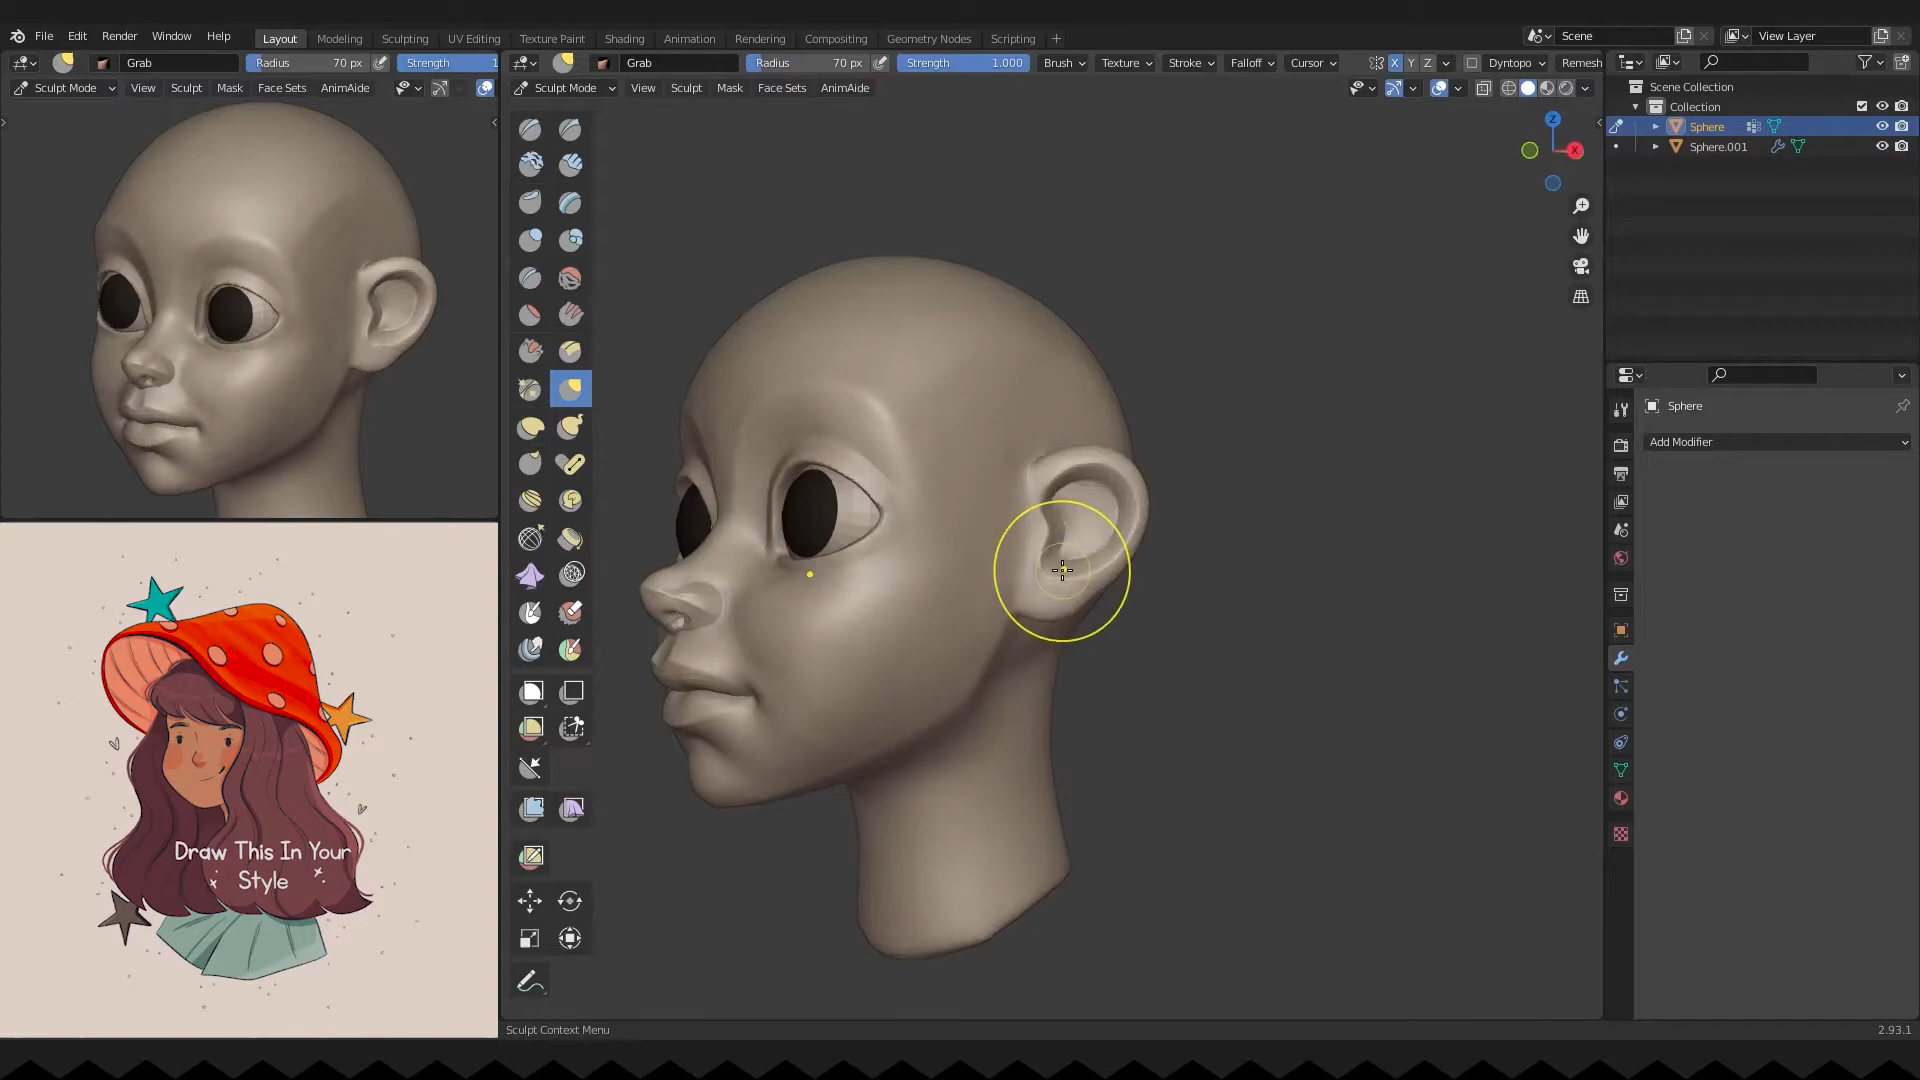 File Edit Render Window Help
Layout Modeling Sculpting UV Editing Texture Paint Shading Animation Rendering Compositing Geometry Nodes Scripting +
Scene
View Layer
Grab Radius 70 px Strength 1
Grab Radius 70 px Strength 1.000 Brush Texture Stroke Falloff Cursor X Y Z Dyntopo Remesh
Sculpt Mode View Sculpt Mask Face Sets AnimAide
Sculpt Mode View Sculpt Mask Face Sets AnimAide
Scene Collection
Collection
Sphere
Sphere.001
Z
X
Sphere
Add Modifier
Draw This In Your
Style
Sculpt Context Menu
2.93.1